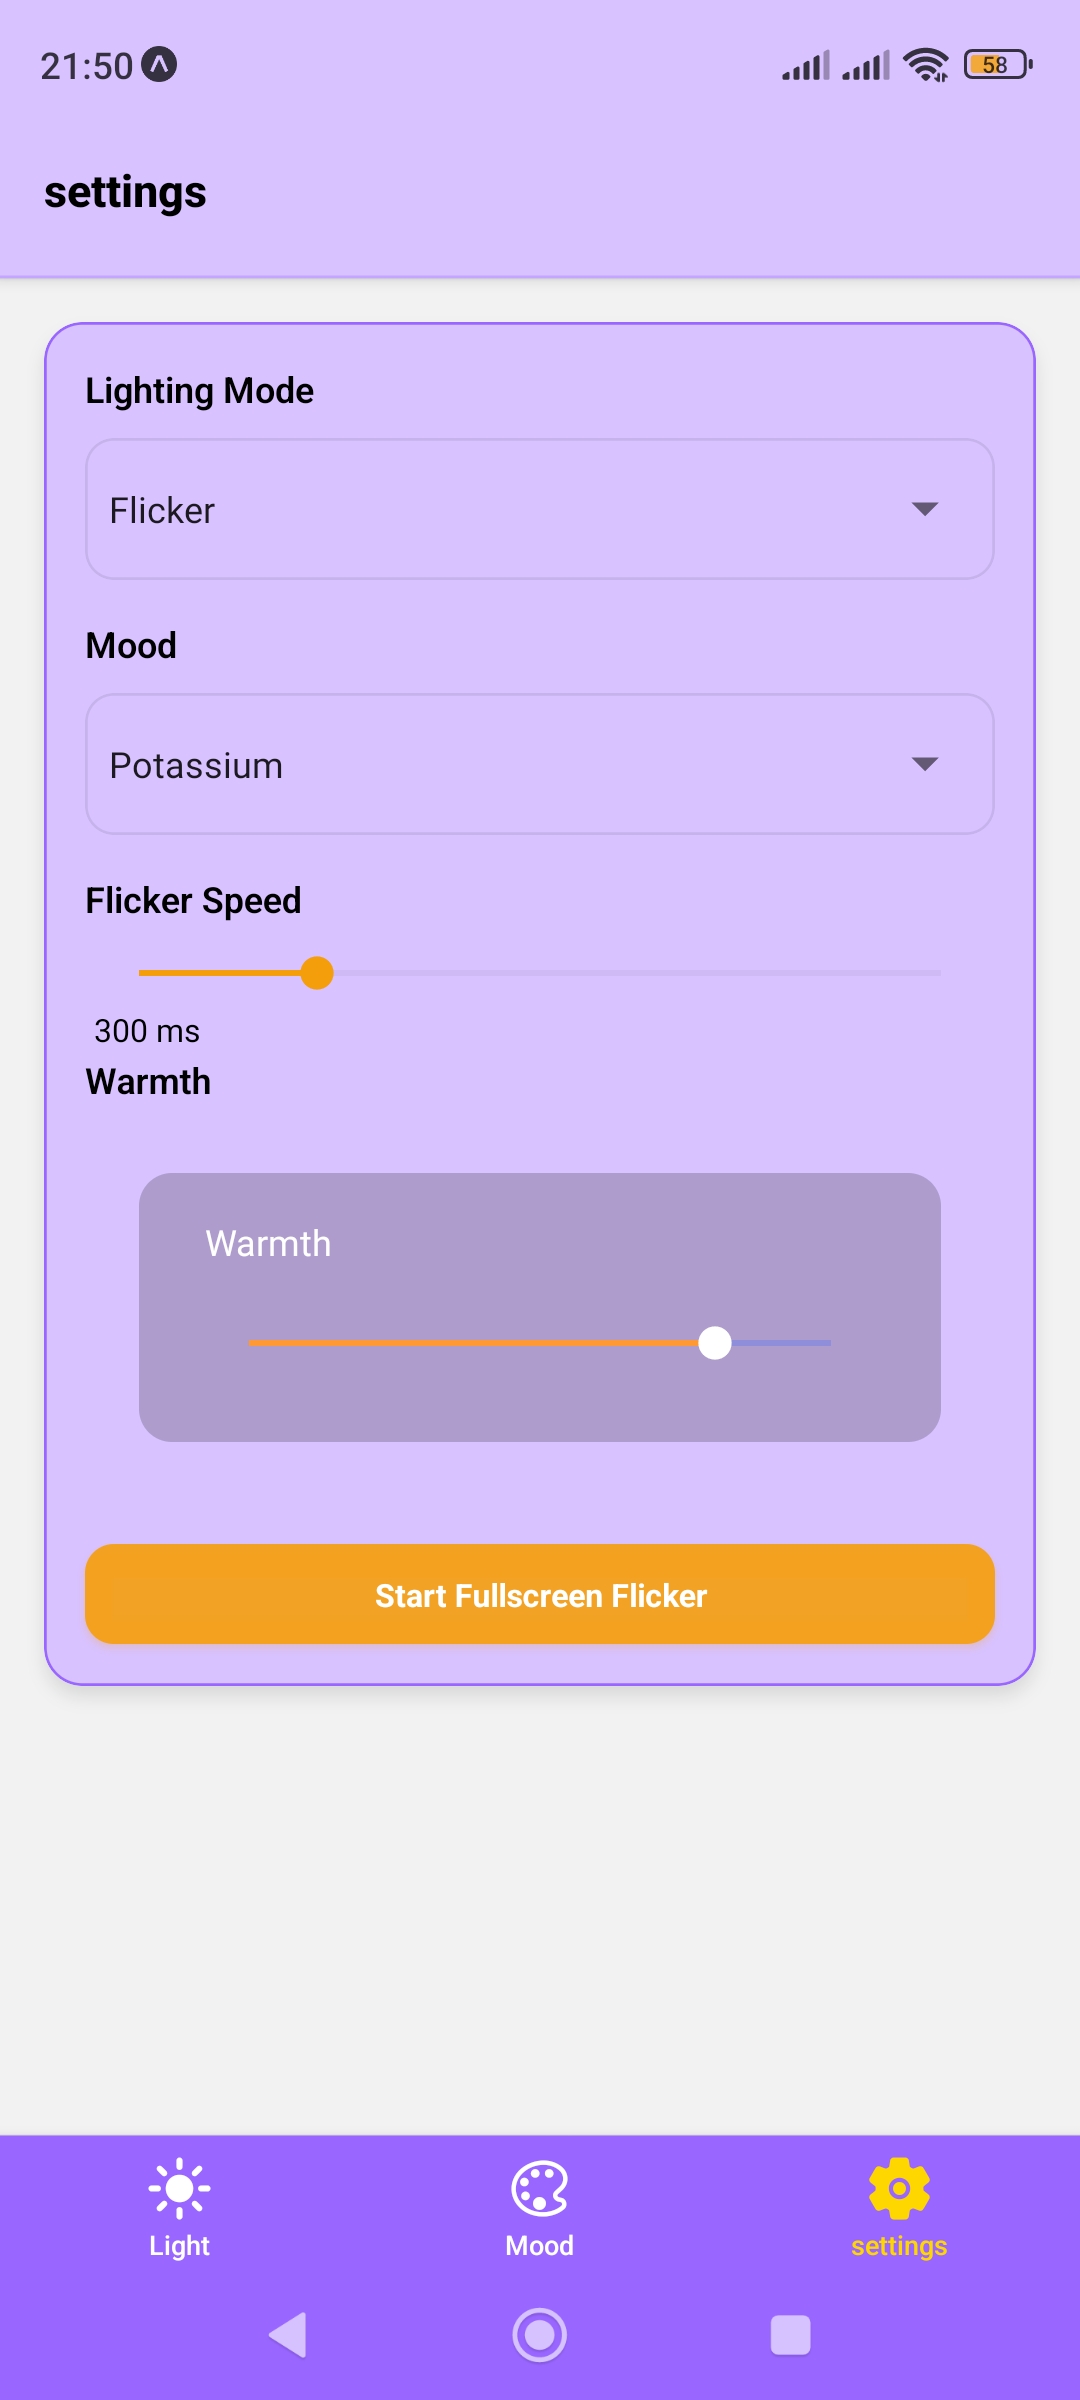 21:50
58
settings
Lighting Mode
Flicker
Mood
Potassium
Flicker Speed
300 ms
Warmth
Warmth
Start Fullscreen Flicker
Light
Mood
settings